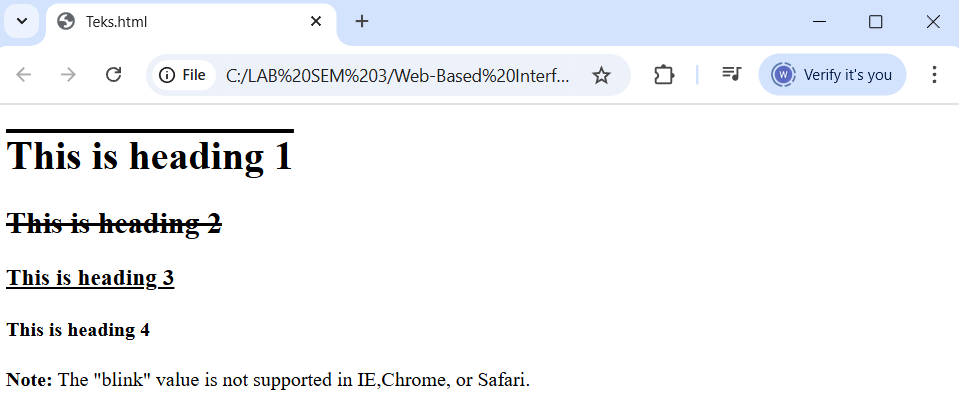 Teks.html
File C:/LAB%20SEM%203/Web-Based%20Interf... W Verify it's you
This is heading 1
This is heading 2
This is heading 3
This is heading 4
Note: The "blink" value is not supported in IE,Chrome, or Safari.